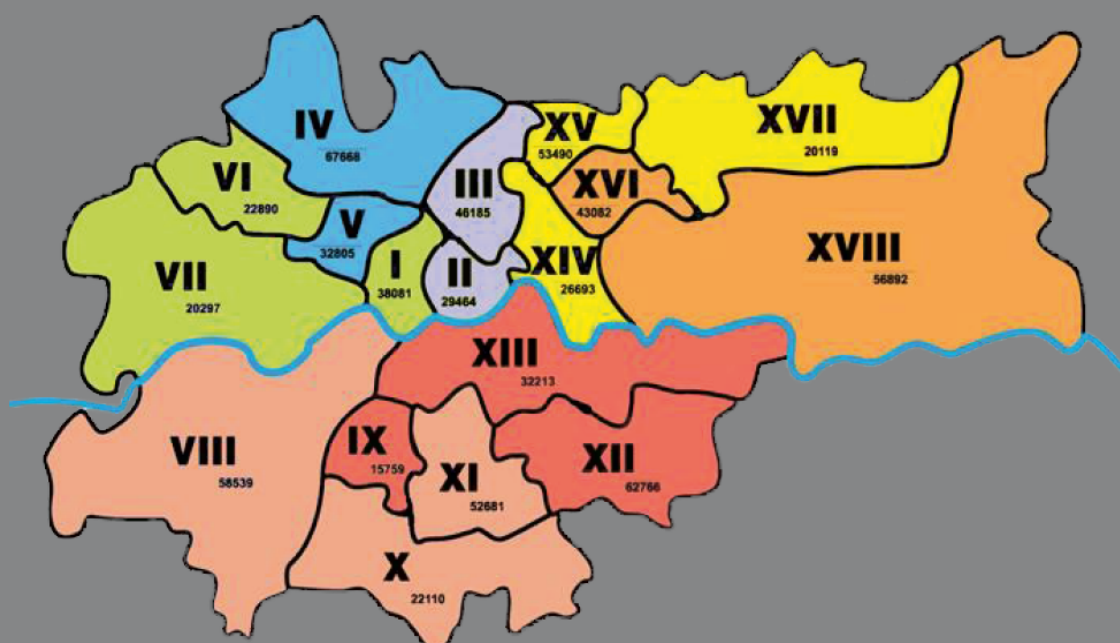 IV
67668
XV
53490
XVII
20119
VI
22890
III
46185
XVI
43082
V
32805
I
38081
II
29464
XIV
26693
XVIII
56892
VII
20297
XIII
32213
VIII
58539
IX
15759
XI
52681
XII
62766
X
22110